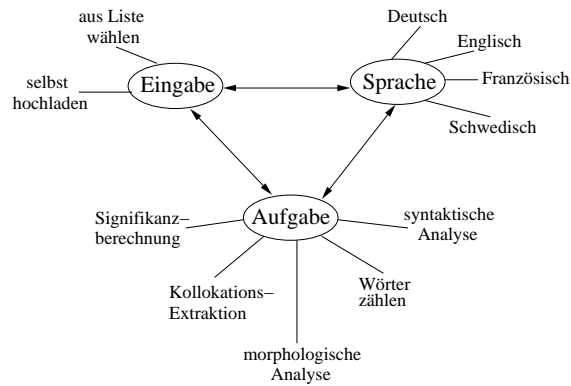 aus Liste
wählen
selbst
hochladen
Eingabe
Deutsch
Englisch
Sprache
Französisch
Schwedisch
Aufgabe
Signifikanz–
berechnung
syntaktische
Analyse
Kollokations–
Extraktion
Wörter
zählen
morphologische
Analyse